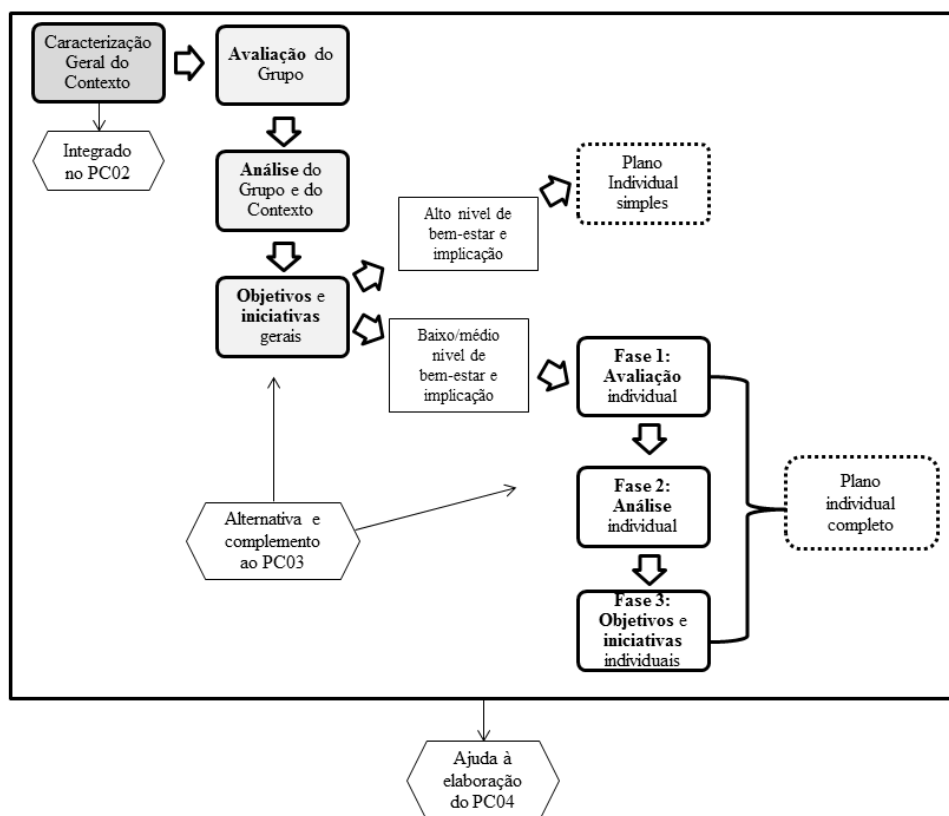 Caracterização
Geral do
Contexto
Avaliação do
Grupo
Integrado
no PC02
Análise do
Grupo e do
Contexto
Plano
Individual
simples
Alto nivel de
bem-estar e
implicação
Objetivos e
iniciativas
gerais
Baixo/médio
nivel de
bem-estar e
implicação
Fase 1:
Avaliação
individual
Fase 2:
Análise
individual
Plano
individual
completo
Alternativa e
complemento
ao PC03
Fase 3:
Objetivos e
iniciativas
individuais
Ajuda à
elaboração
do PC04